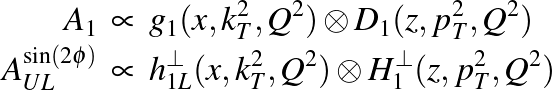 A_1 ∝ g_1(x, k_T^2, Q^2) ⊗ D_1(z, p_T^2, Q^2)
A_{UL}^{sin(2ϕ)} ∝ h_{1L}^⊥(x, k_T^2, Q^2) ⊗ H_1^⊥(z, p_T^2, Q^2)